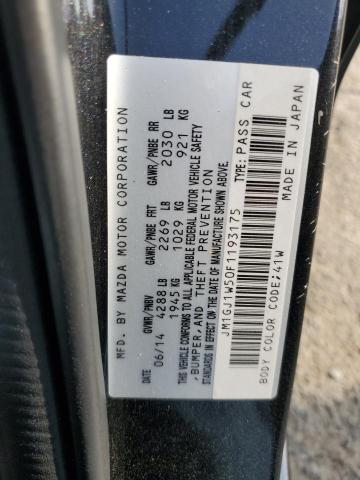 MFD. BY MAZDA MOTOR CORPORATION
DATE GVWR/PNBV GAWR/PNBE FRT GAWR/PNBE RR
06/14 4288 LB 2269 LB 2030 LB
1945 KG 1029 KG 921 KG
THIS VEHICLE CONFORMS TO ALL APPLICABLE FEDERAL MOTOR VEHICLE SAFETY
,BUMPER,AND THEFT PREVENTION
STANDARDS IN EFFECT ON THE DATE OF MANUFACTURE SHOWN ABOVE.
JM1GJ1W50F1193175 TYPE: PASS CAR
BODY COLOR CODE:41W MADE IN JAPAN